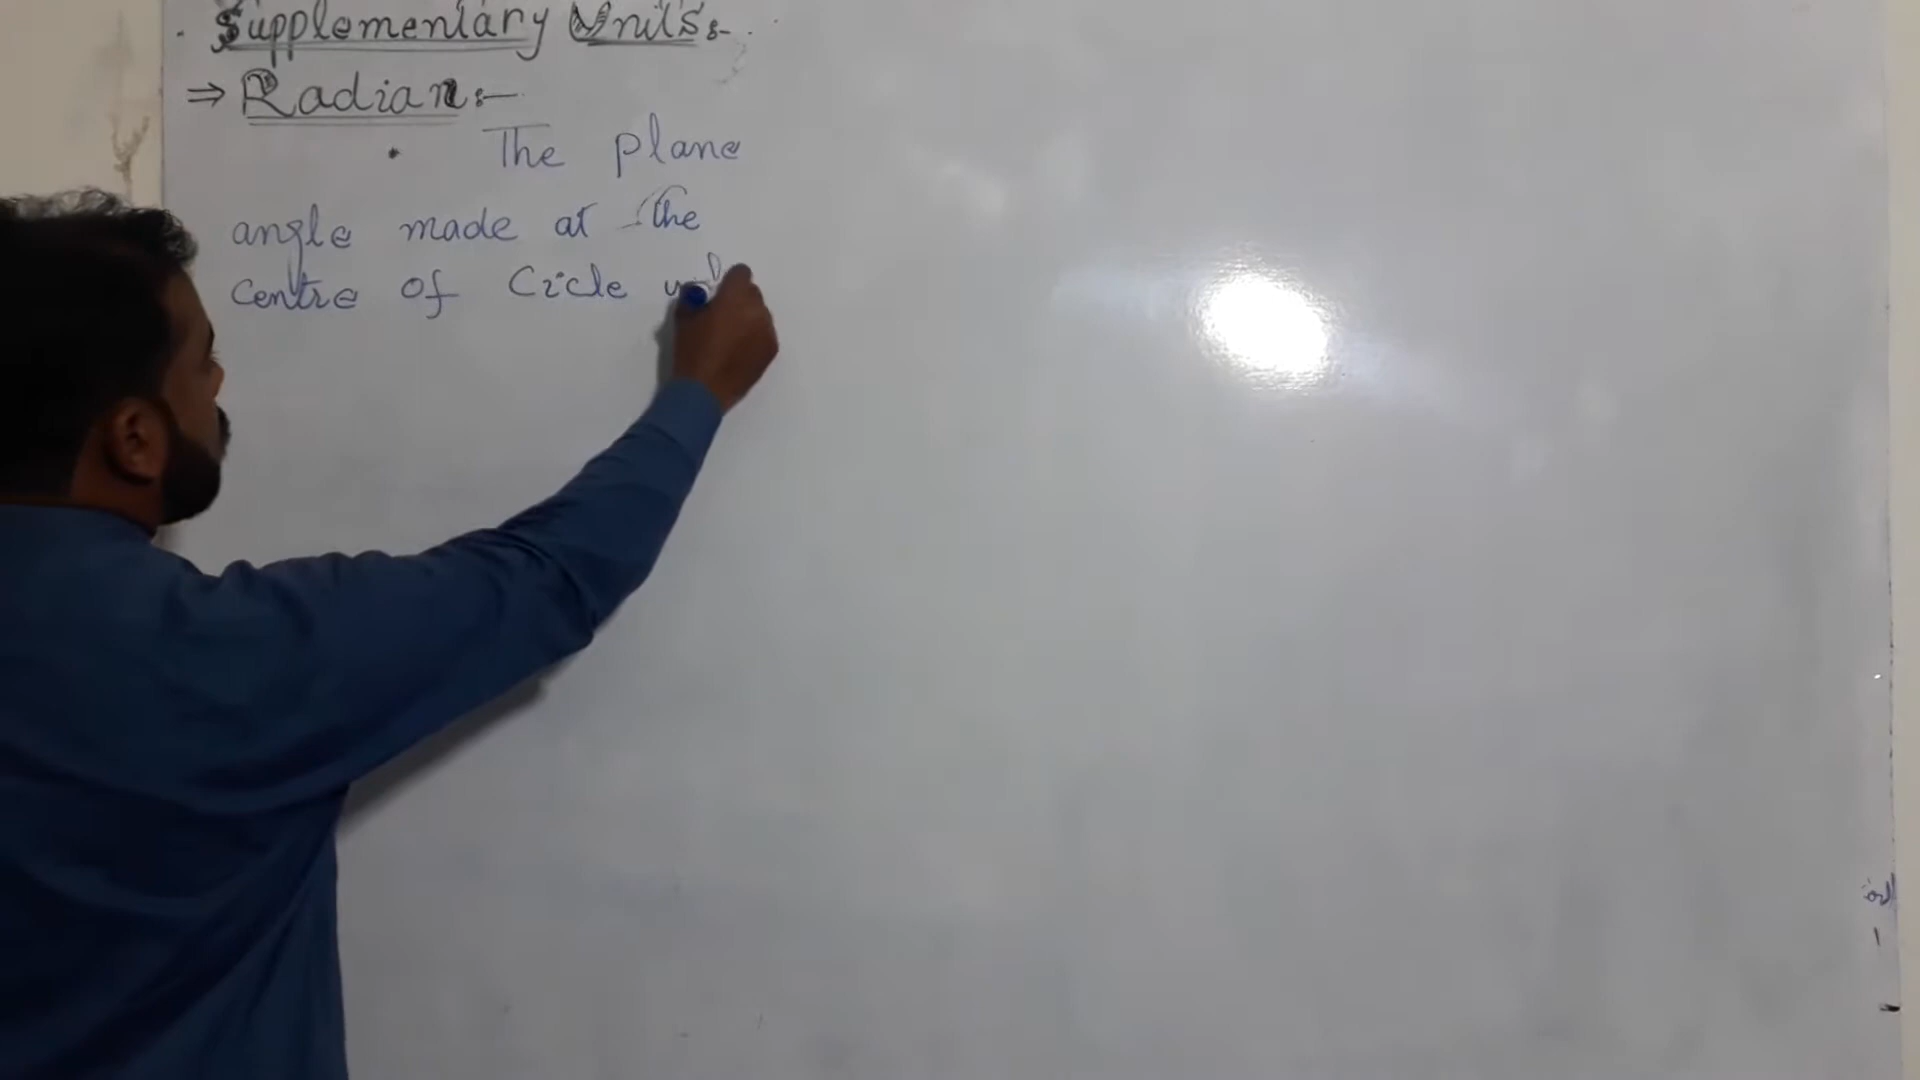 Supplementary Units:-
⇒ Radian:-
The plane
angle made at the
centre of Circle